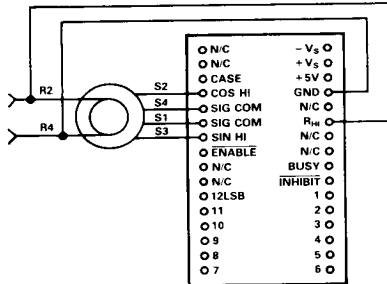 R2
R4
S2
S4
S1
S3
N/C
N/C
CASE
COS HI
SIG COM
SIG COM
SIN HI
ENABLE
N/C
N/C
12LSB
11
10
9
8
7
- VS
+ VS
+5V
GND
N/C
RHI
N/C
N/C
BUSY
INHIBIT
1
2
3
4
5
6